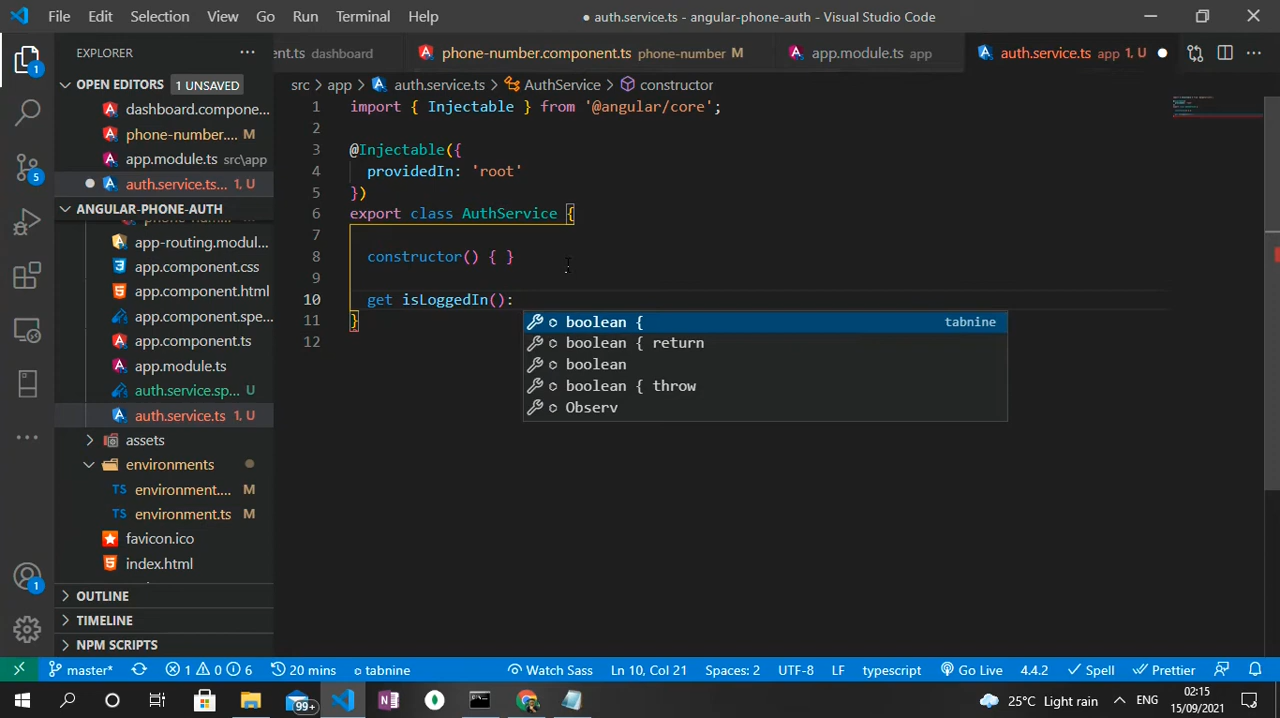 File Edit Selection View Go Run Terminal Help
● auth.service.ts - angular-phone-auth - Visual Studio Code
EXPLORER ...
ent.ts dashboard
phone-number.component.ts phone-number M
app.module.ts app
auth.service.ts app 1, U ●
OPEN EDITORS 1 UNSAVED
dashboard.compone...
phone-number.... M
app.module.ts src\app
● auth.service.ts... 1, U
ANGULAR-PHONE-AUTH
app-routing.modul...
app.component.css
app.component.html
app.component.spe...
app.component.ts
app.module.ts
auth.service.sp... U
auth.service.ts 1, U
assets
environments
TS environment.... M
TS environment.ts M
favicon.ico
index.html
OUTLINE
TIMELINE
NPM SCRIPTS
1
5
1
src > app > auth.service.ts > AuthService > constructor
1 import { Injectable } from '@angular/core';
2
3 @Injectable({
4 providedIn: 'root'
5 })
6 export class AuthService {
7
8 constructor() { }
9
10 get isLoggedIn():
11 }
12
boolean { tabnine
boolean { return
boolean
boolean { throw
Observ
master* 1 0 6 20 mins tabnine Watch Sass Ln 10, Col 21 Spaces: 2 UTF-8 LF typescript Go Live 4.4.2 Spell Prettier
99+ 25°C Light rain ENG 02:15
15/09/2021